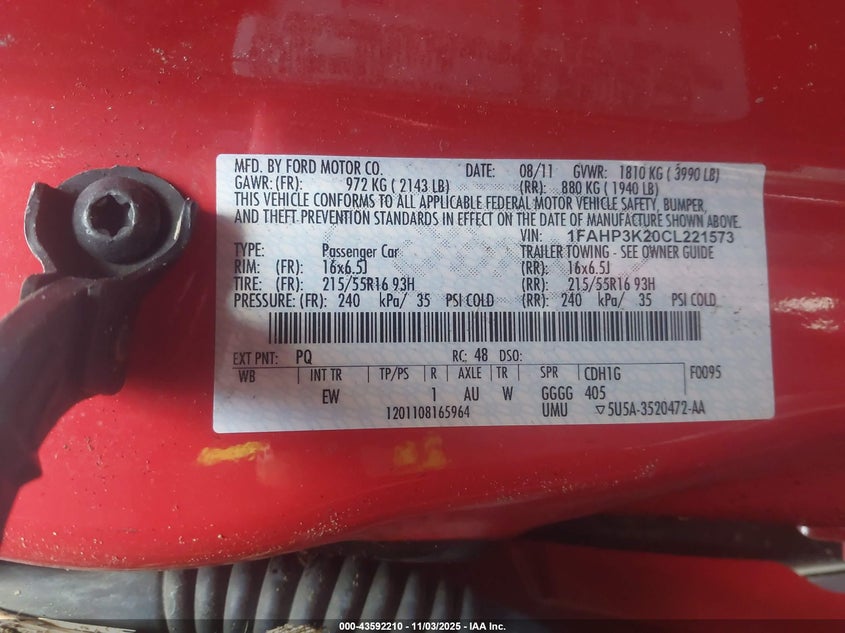 MFD. BY FORD MOTOR CO. DATE: 08/11 GVWR: 1810 KG ( 3990 LB)
GAWR: (FR): 972 KG ( 2143 LB) (RR): 880 KG ( 1940 LB)
THIS VEHICLE CONFORMS TO ALL APPLICABLE FEDERAL MOTOR VEHICLE SAFETY, BUMPER,
AND THEFT PREVENTION STANDARDS IN EFFECT ON THE DATE OF MANUFACTURE SHOWN ABOVE.
VIN: 1FAHP3K20CL221573
TYPE: Passenger Car TRAILER TOWING - SEE OWNER GUIDE
RIM: (FR): 16x6.5J (RR): 16x6.5J
TIRE: (FR): 215/55R16 93H (RR): 215/55R16 93H
PRESSURE: (FR): 240 kPa/ 35 PSI COLD (RR): 240 kPa/ 35 PSI COLD
EXT PNT: PQ RC: 48 DSO:
WB INT TR TP/PS R AXLE TR SPR CDH1G F0095
EW 1 AU W GGGG 405
1201108165964 UMU ▽5U5A-3520472-AA
000-43592210 - 11/03/2025 - IAA Inc.